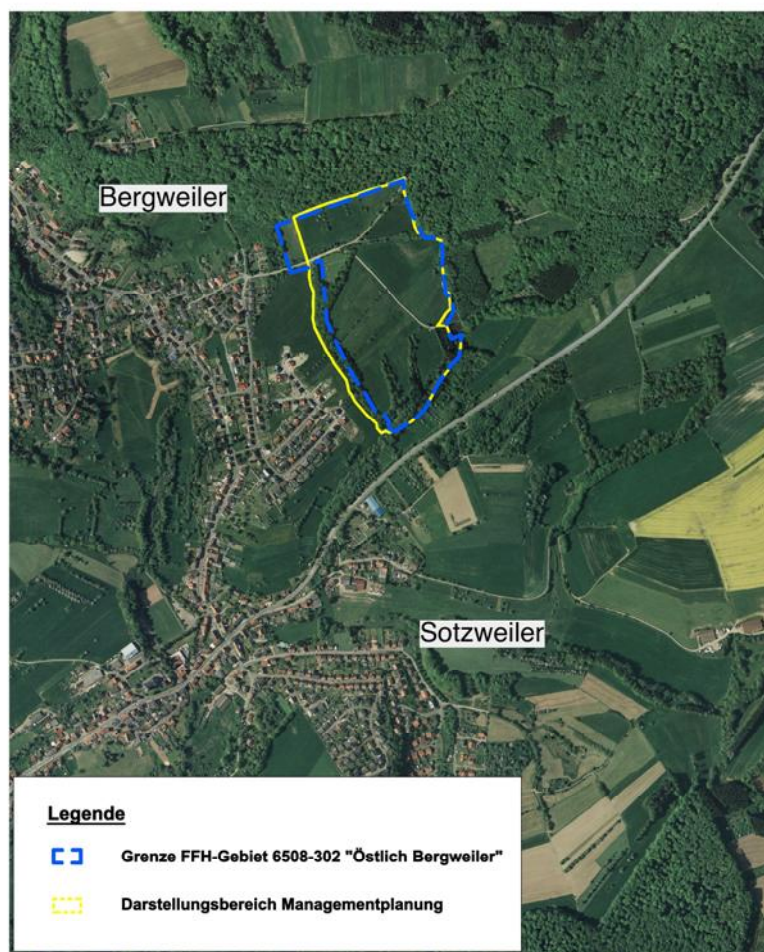 Bergweiler
Sotzweiler
Legende
Grenze FFH-Gebiet 6508-302 "Östlich Bergweiler"
Darstellungsbereich Managementplanung